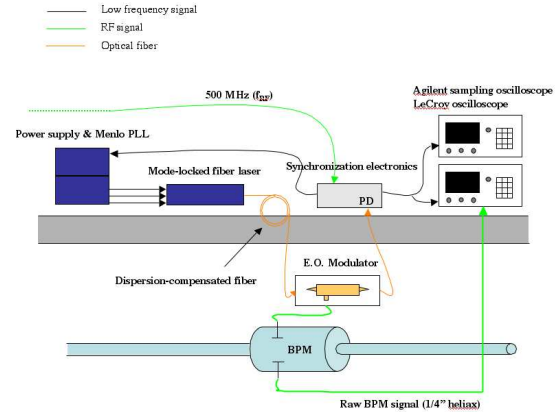 Low frequency signal
RF signal
Optical fiber
500 MHz (fRF)
Agilent sampling oscilloscope
LeCroy oscilloscope
Power supply & Menlo PLL
Mode-locked fiber laser
Synchronization electronics
PD
E.O. Modulator
Dispersion-compensated fiber
BPM
Raw BPM signal (1/4” heliax)